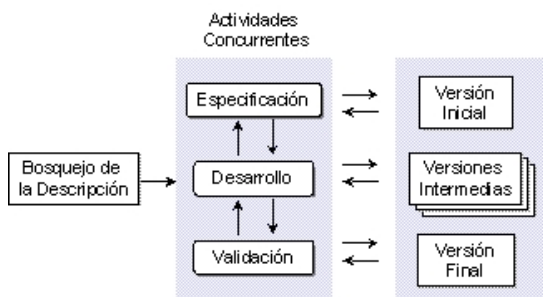 Actividades
Concurrentes
Especificación
Versión
Inicial
Bosquejo de
la Descripción
Desarrollo
Versiones
Intermedias
Validación
Versión
Final